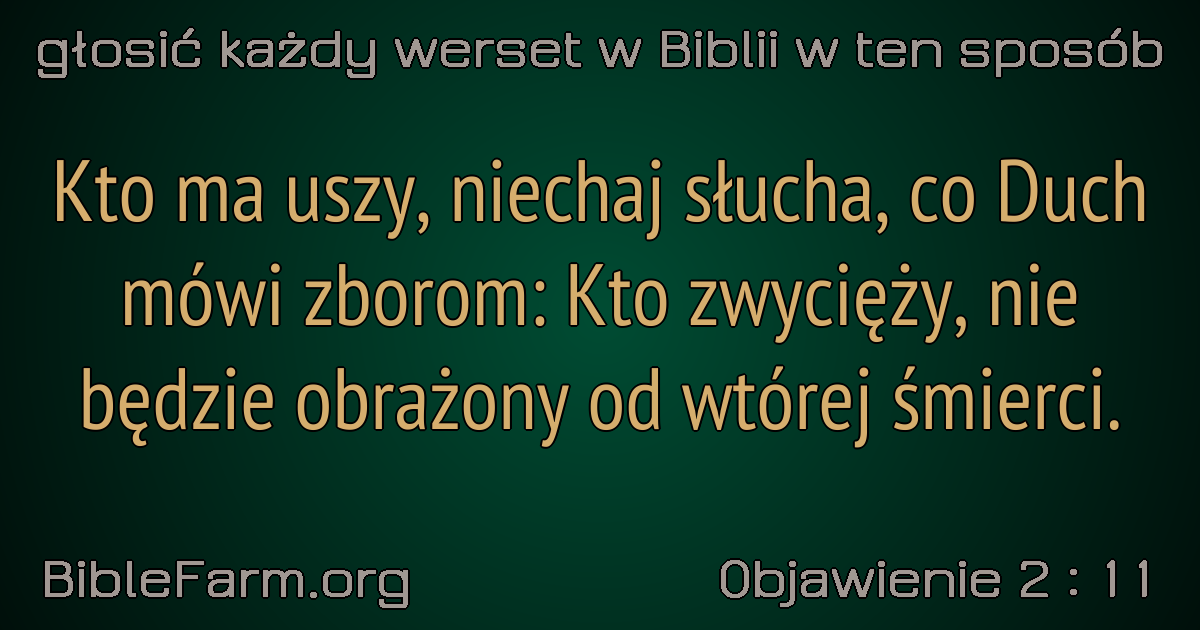 głosić każdy werset w Biblii w ten sposób
Kto ma uszy, niechaj słucha, co Duch
mówi zborom: Kto zwycięży, nie
będzie obrażony od wtórej śmierci.
BibleFarm.org
Objawienie 2 : 11